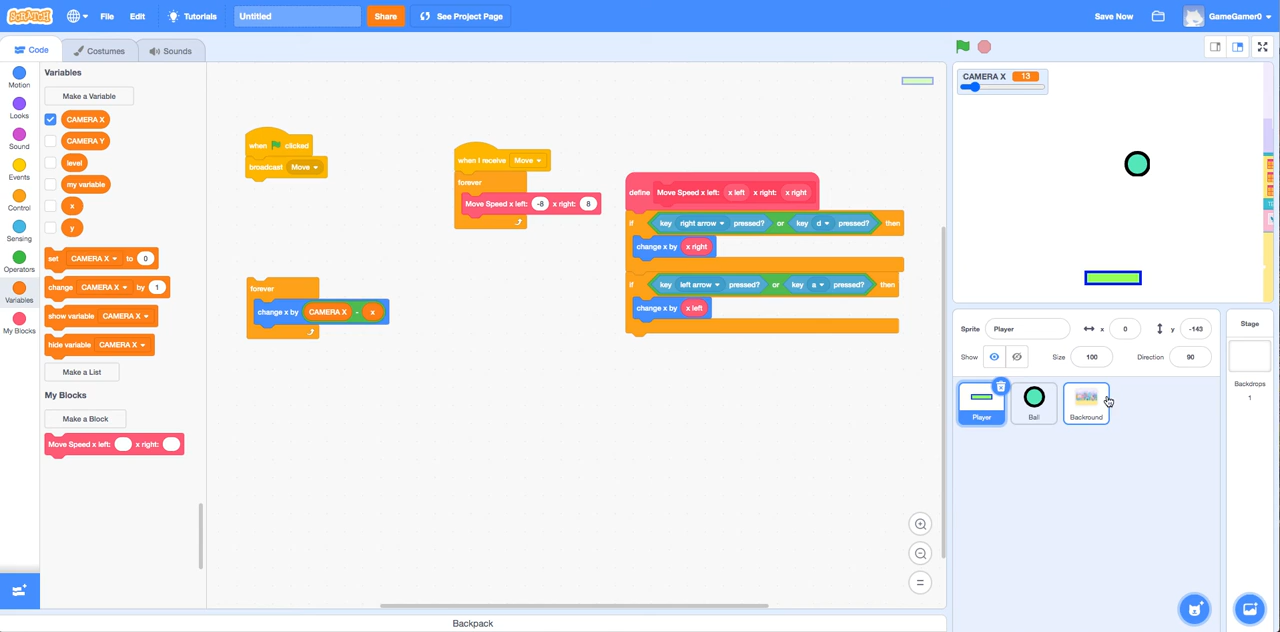 SCRATCH File Edit Tutorials Untitled Share See Project Page Save Now GameGamer0
Code Costumes Sounds
Motion
Looks
Sound
Events
Control
Sensing
Operators
Variables
My Blocks
Variables
Make a Variable
CAMERA X
CAMERA Y
level
my variable
x
y
set CAMERA X to 0
change CAMERA X by 1
show variable CAMERA X
hide variable CAMERA X
Make a List
My Blocks
Make a Block
Move Speed x left: x right:
when clicked
broadcast Move
forever
change x by CAMERA X - x
when I receive Move
forever
Move Speed x left: -8 x right: 8
define Move Speed x left: x left x right: x right
if key right arrow pressed? or key d pressed? then
change x by x right
if key left arrow pressed? or key a pressed? then
change x by x left
Backpack
CAMERA X 13
Sprite Player x 0 y -143
Show Size 100 Direction 90
Player Ball Backround
Stage
Backdrops
1